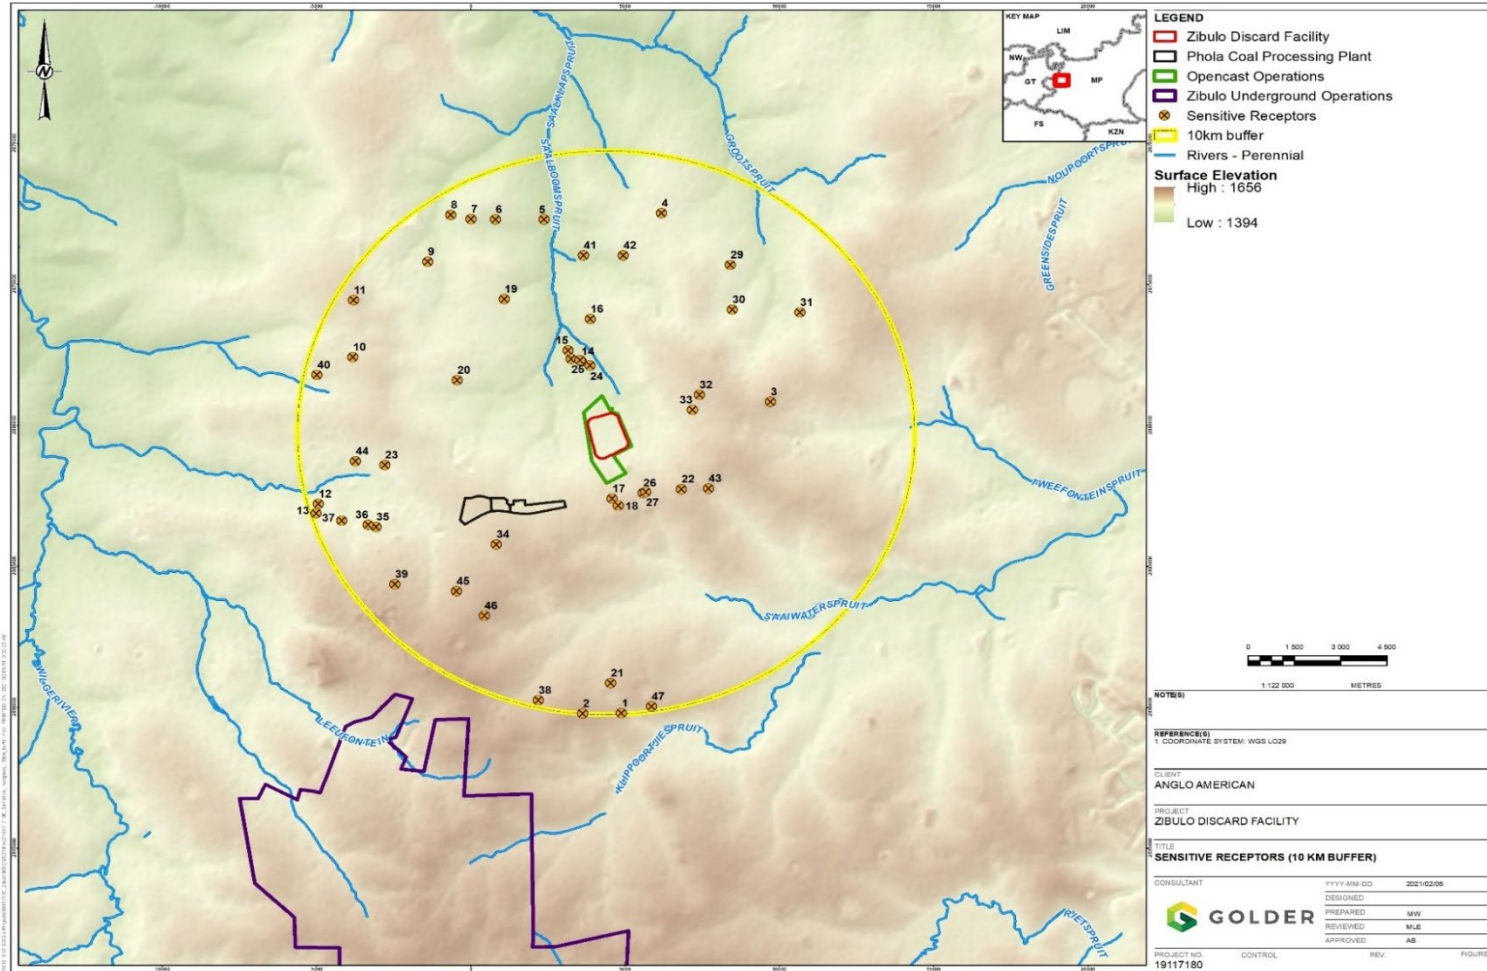 KEY MAP
LIM
NW
GT
MP
FS
KZN
LEGEND
Zibulo Discard Facility
Phola Coal Processing Plant
Opencast Operations
Zibulo Underground Operations
Sensitive Receptors
10km buffer
Rivers - Perennial
Surface Elevation
High : 1656
Low : 1394
N
SAALKLAPSPRUIT
SAALBOOMSPRUIT
GROOTSPRUIT
GREENSIDESPRUIT
TWEEFONTEINSPRUIT
SAAIWATERSPRUIT
KLIPPOORTJIESPRUIT
LEEUFONTEIN
WILGERIVIER
RIETSPRUIT
8
7
6
5
4
9
41
42
29
11
19
30
31
16
10
15
14
40
25
24
20
32
3
33
44
23
12
13
37
36
35
17
26
22
43
18
27
34
39
45
46
21
38
2
1
47
0 1 500 3 000 4 500
1:122 000 METRES
NOTE(S)
REFERENCE(S)
1. COORDINATE SYSTEM: WGS LO29
CLIENT
ANGLO AMERICAN
PROJECT
ZIBULO DISCARD FACILITY
TITLE
SENSITIVE RECEPTORS (10 KM BUFFER)
CONSULTANT
YYYY-MM-DD 2021/02/05
DESIGNED
PREPARED MW
REVIEWED MLE
APPROVED AB
GOLDER
PROJECT NO. CONTROL REV. FIGURE
19117180